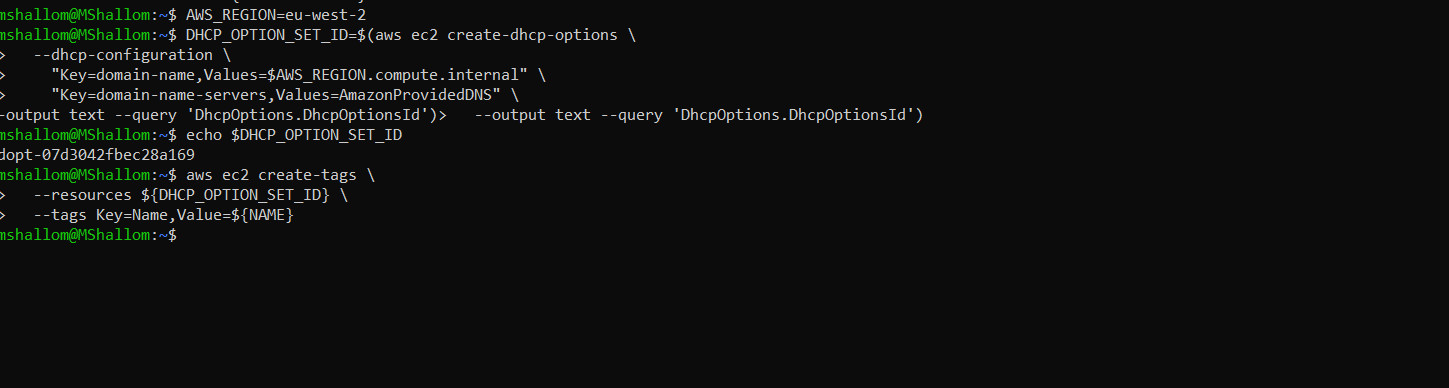 mshallom@MShallom:~$ AWS_REGION=eu-west-2
mshallom@MShallom:~$ DHCP_OPTION_SET_ID=$(aws ec2 create-dhcp-options \
>   --dhcp-configuration \
>     "Key=domain-name,Values=$AWS_REGION.compute.internal" \
>     "Key=domain-name-servers,Values=AmazonProvidedDNS" \
-output text --query 'DhcpOptions.DhcpOptionsId')>   --output text --query 'DhcpOptions.DhcpOptionsId')
mshallom@MShallom:~$ echo $DHCP_OPTION_SET_ID
dopt-07d3042fbec28a169
mshallom@MShallom:~$ aws ec2 create-tags \
>   --resources ${DHCP_OPTION_SET_ID} \
>   --tags Key=Name,Value=${NAME}
mshallom@MShallom:~$